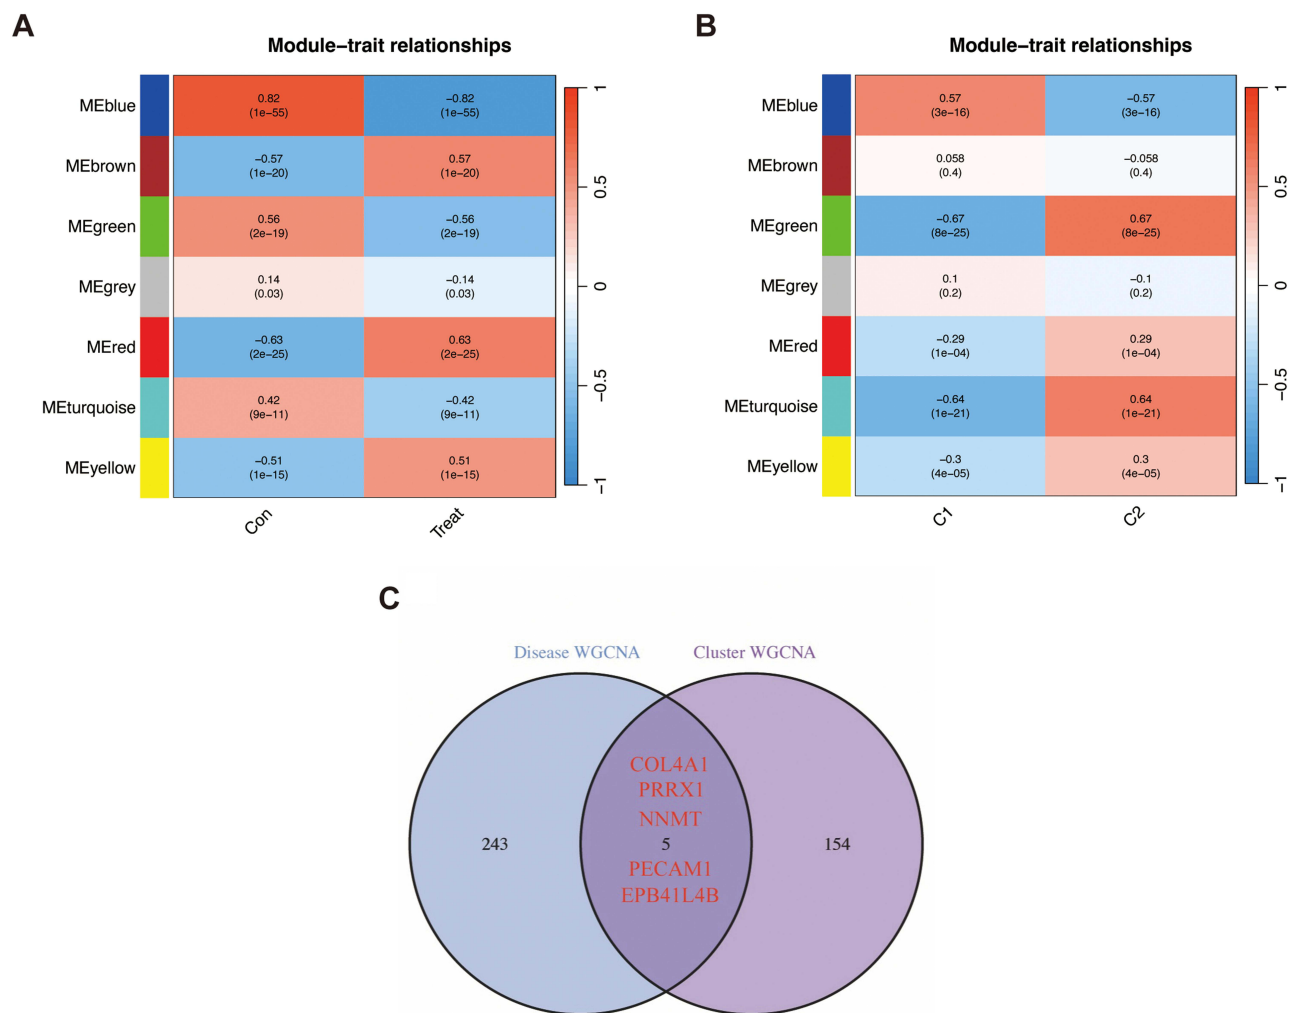 A
Module−trait relationships
MEblue
0.82
(1e−55)
−0.82
(1e−55)
MEbrown
−0.57
(1e−20)
0.57
(1e−20)
MEgreen
0.56
(2e−19)
−0.56
(2e−19)
MEgrey
0.14
(0.03)
−0.14
(0.03)
MEred
−0.63
(2e−25)
0.63
(2e−25)
MEturquoise
0.42
(9e−11)
−0.42
(9e−11)
MEyellow
−0.51
(1e−15)
0.51
(1e−15)
Con
Treat
1
0.5
0
−0.5
−1
B
Module−trait relationships
MEblue
0.57
(3e−16)
−0.57
(3e−16)
MEbrown
0.058
(0.4)
−0.058
(0.4)
MEgreen
−0.67
(8e−25)
0.67
(8e−25)
MEgrey
0.1
(0.2)
−0.1
(0.2)
MEred
−0.29
(1e−04)
0.29
(1e−04)
MEturquoise
−0.64
(1e−21)
0.64
(1e−21)
MEyellow
−0.3
(4e−05)
0.3
(4e−05)
C1
C2
1
0.5
0
−0.5
−1
C
Disease WGCNA
Cluster WGCNA
COL4A1
PRRX1
NNMT
243
5
154
PECAM1
EPB41L4B